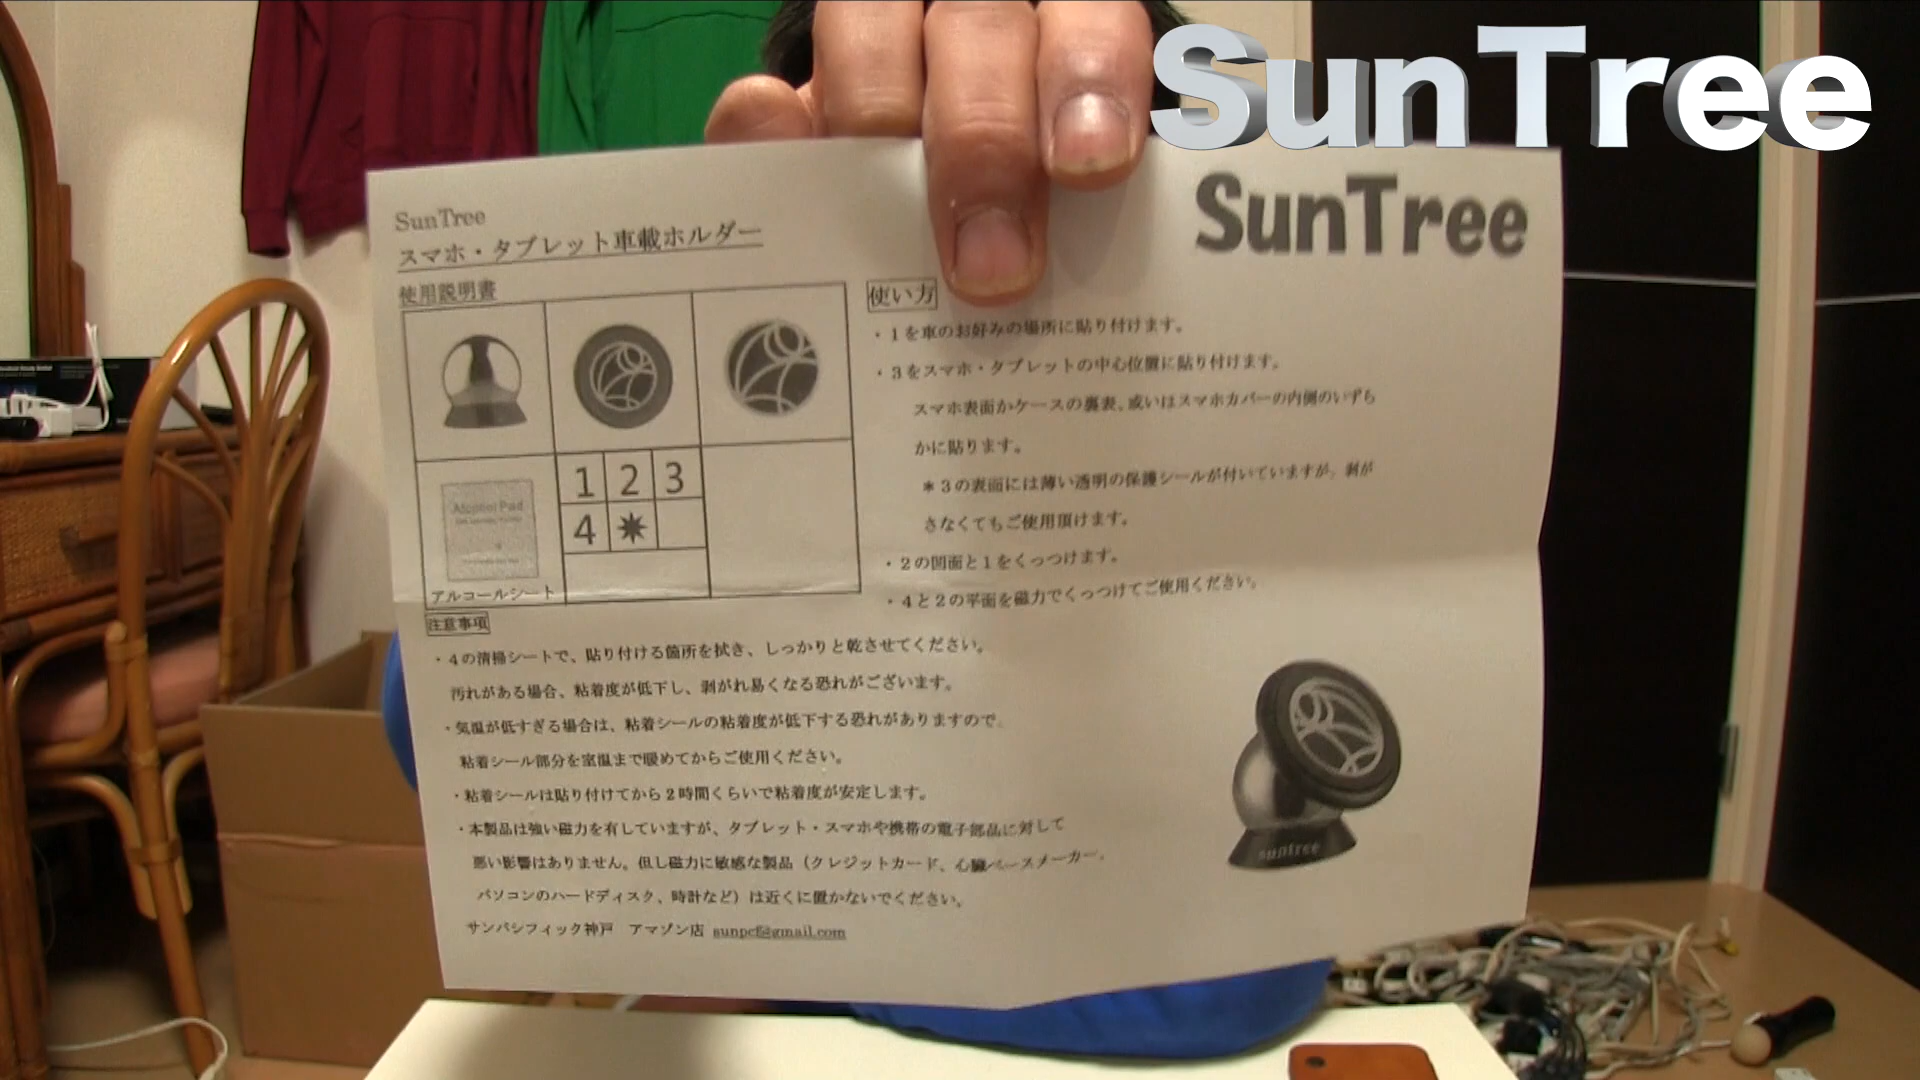 SunTree
SunTree
SunTree
スマホ・タブレット車載ホルダー
使用説明書
1 2 3
4 ✷
Alcohol Pad
アルコールシート
使い方
・1を車のお好みの場所に貼り付けます。
・3をスマホ・タブレットの中心位置に貼り付けます。
スマホ表面かケースの裏表、或いはスマホカバーの内側のいずら
かに貼ります。
＊3の表面には薄い透明の保護シールが付いていますが、剥が
さなくてもご使用頂けます。
・2の凹面と1をくっつけます。
・4と2の平面を磁力でくっつけてご使用ください。
注意事項
・4の清掃シートで、貼り付ける箇所を拭き、しっかりと乾させてください。
汚れがある場合、粘着度が低下し、剥がれ易くなる恐れがございます。
・気温が低すぎる場合は、粘着シールの粘着度が低下する恐れがありますので、
粘着シール部分を室温まで暖めてからご使用ください。
・粘着シールは貼り付けてから2時間くらいで粘着度が安定します。
・本製品は強い磁力を有していますが、タブレット・スマホや携帯の電子部品に対して
悪い影響はありません。但し磁力に敏感な製品（クレジットカード、心臓ペースメーカー、
パソコンのハードディスク、時計など）は近くに置かないでください。
サンパシフィック神戸　アマゾン店 sunpcf@gmail.com
suntree